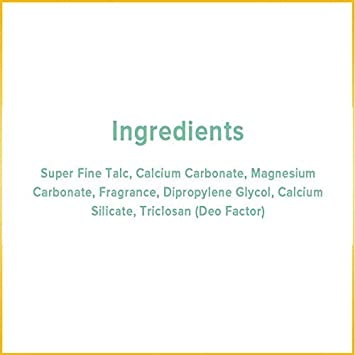 Ingredients
Super Fine Talc, Calcium Carbonate, Magnesium
Carbonate, Fragrance, Dipropylene Glycol, Calcium
Silicate, Triclosan (Deo Factor)